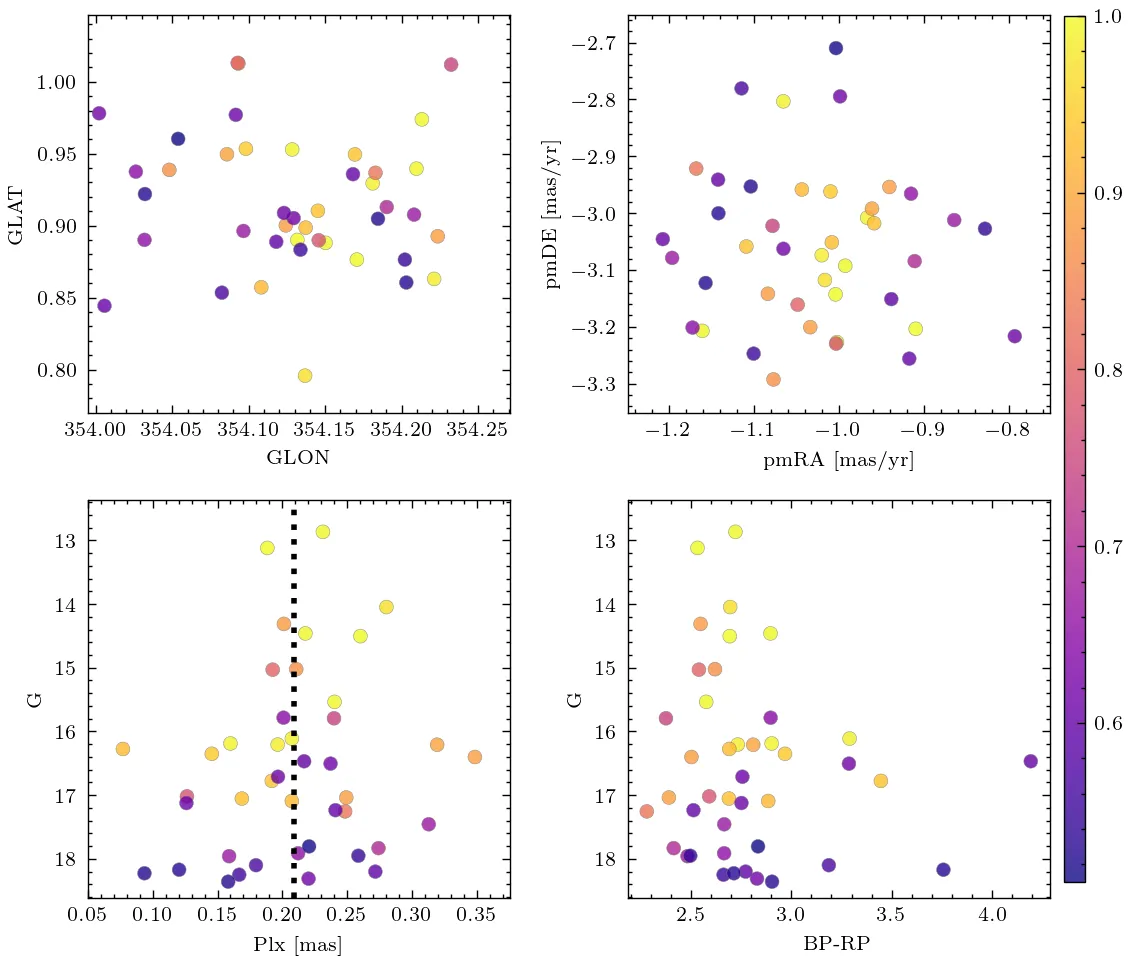 1.00
0.95
0.90
0.85
0.80
GLAT
354.00 354.05 354.10 354.15 354.20 354.25
GLON
−2.7
−2.8
−2.9
−3.0
−3.1
−3.2
−3.3
pmDE [mas/yr]
−1.2 −1.1 −1.0 −0.9 −0.8
pmRA [mas/yr]
1.0
0.9
0.8
0.7
0.6
13
14
15
16
17
18
G
0.05 0.10 0.15 0.20 0.25 0.30 0.35
Plx [mas]
13
14
15
16
17
18
G
2.5 3.0 3.5 4.0
BP-RP